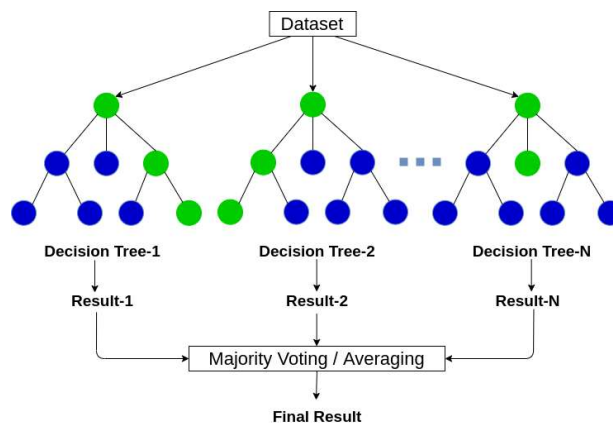 Dataset
Decision Tree-1
Decision Tree-2
Decision Tree-N
Result-1
Result-2
Result-N
Majority Voting / Averaging
Final Result